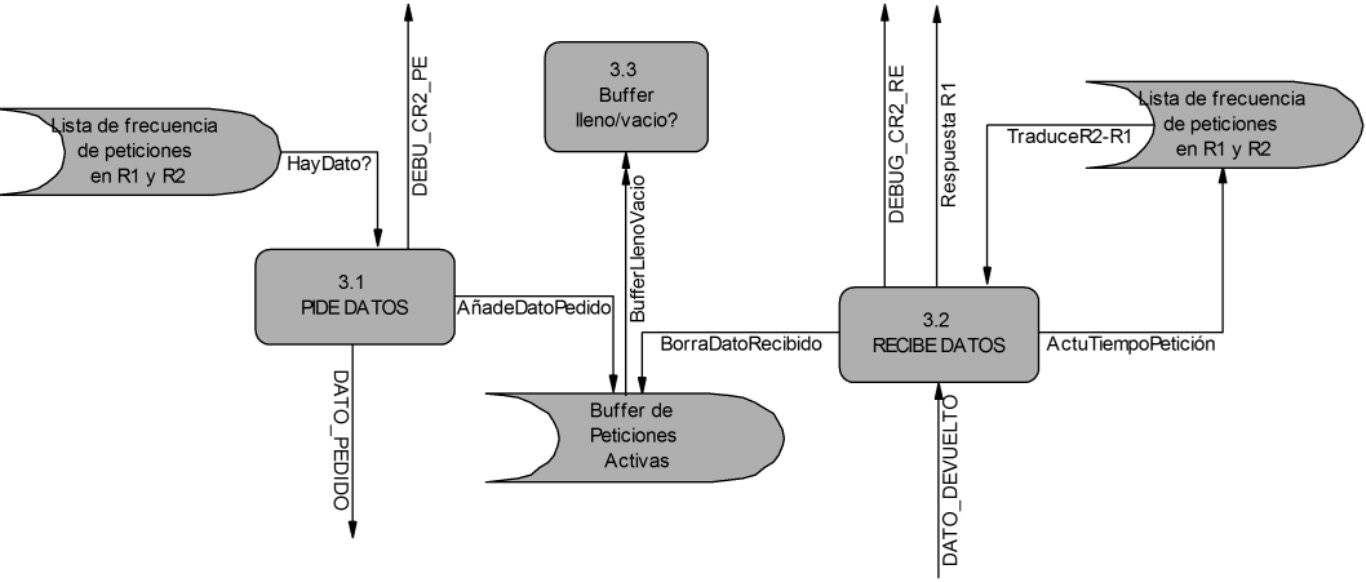 DEBU_CR2_PE
3.3
Buffer
lleno/vacio?
DEBUG_CR2_RE
Respuesta R1
Lista de frecuencia
de peticiones
en R1 y R2
TraduceR2-R1
Lista de frecuencia
de peticiones
en R1 y R2
HayDato?
BufferLlenoVacio
3.1
PIDE DATOS
AñadeDatoPedido
BorraDatoRecibido
3.2
RECIBE DATOS
ActuTiempoPetición
DATO_PEDIDO
Buffer de
Peticiones
Activas
DATO_DEVUELTO